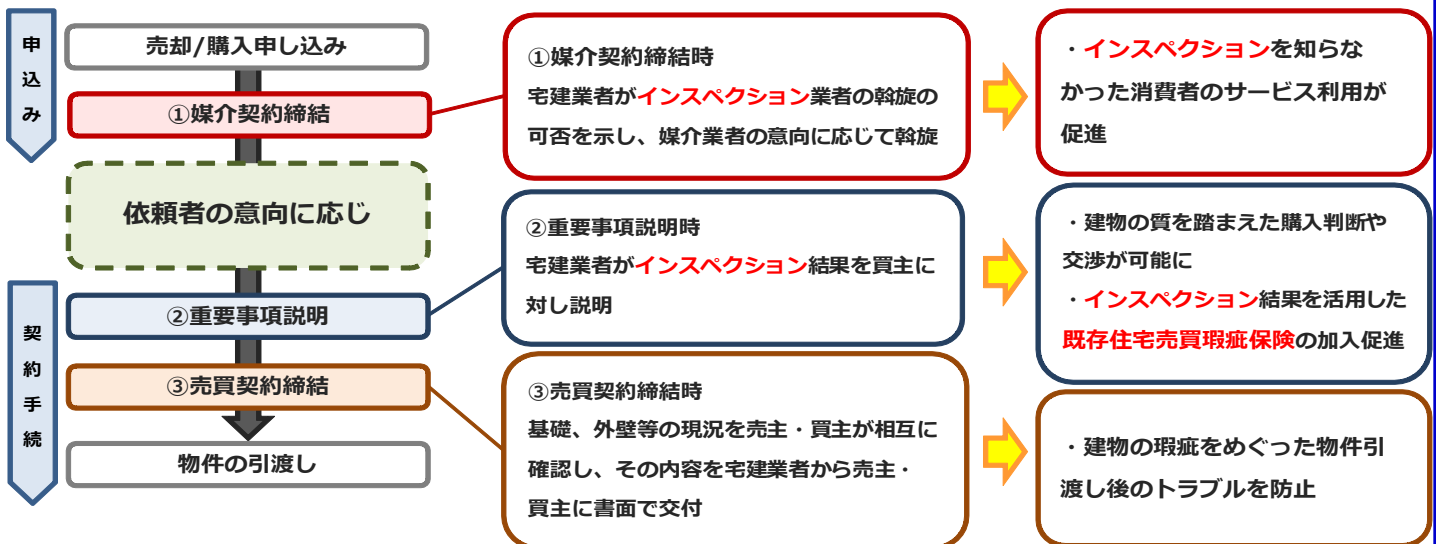 申込み
売却/購入申し込み
①媒介契約締結
依頼者の意向に応じ
契約手続
②重要事項説明
③売買契約締結
物件の引渡し
①媒介契約締結時
宅建業者がインスペクション業者の斡旋の
可否を示し、媒介業者の意向に応じて斡旋
・インスペクションを知らな
かった消費者のサービス利用が
促進
②重要事項説明時
宅建業者がインスペクション結果を買主に
対し説明
・建物の質を踏まえた購入判断や
交渉が可能に
・インスペクション結果を活用した
既存住宅売買瑕疵保険の加入促進
③売買契約締結時
基礎、外壁等の現況を売主・買主が相互に
確認し、その内容を宅建業者から売主・
買主に書面で交付
・建物の瑕疵をめぐった物件引
渡し後のトラブルを防止